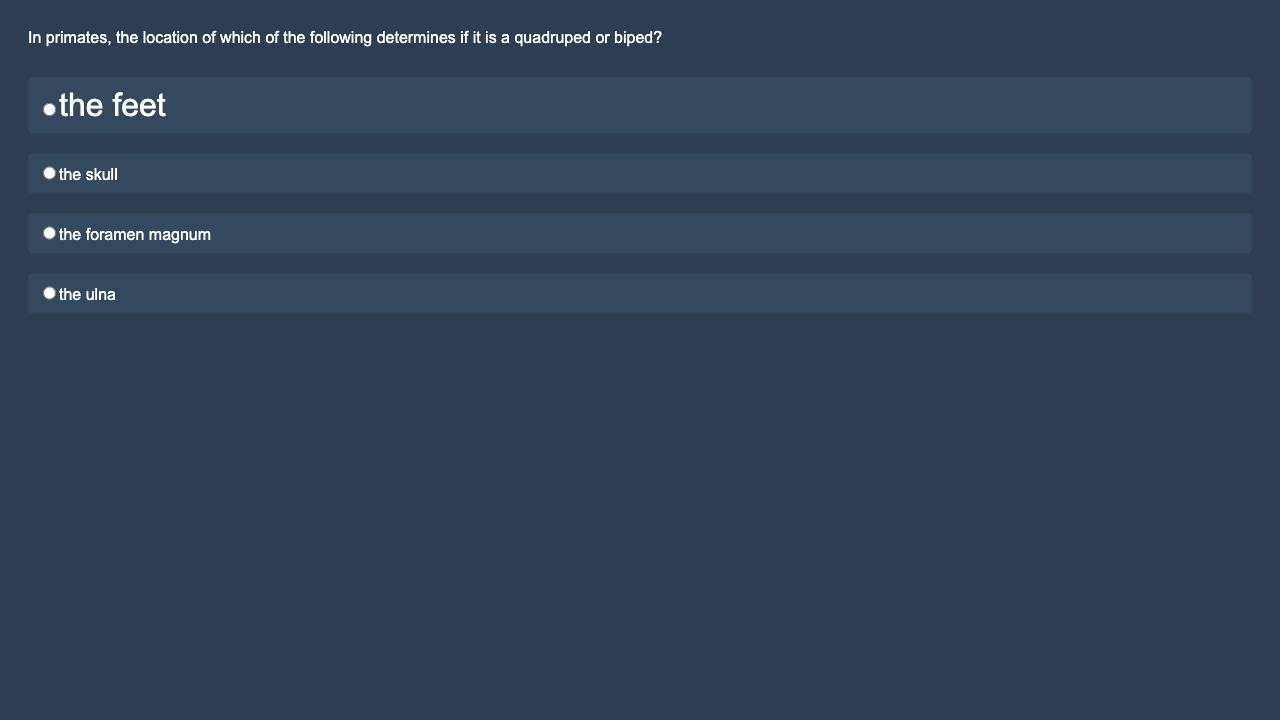 In primates, the location of which of the following determines if it is a quadruped or biped?
the feet
the skull
the foramen magnum
the ulna